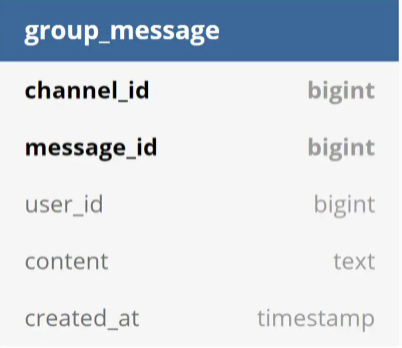 group_message
channel_id bigint
message_id bigint
user_id bigint
content text
created_at timestamp